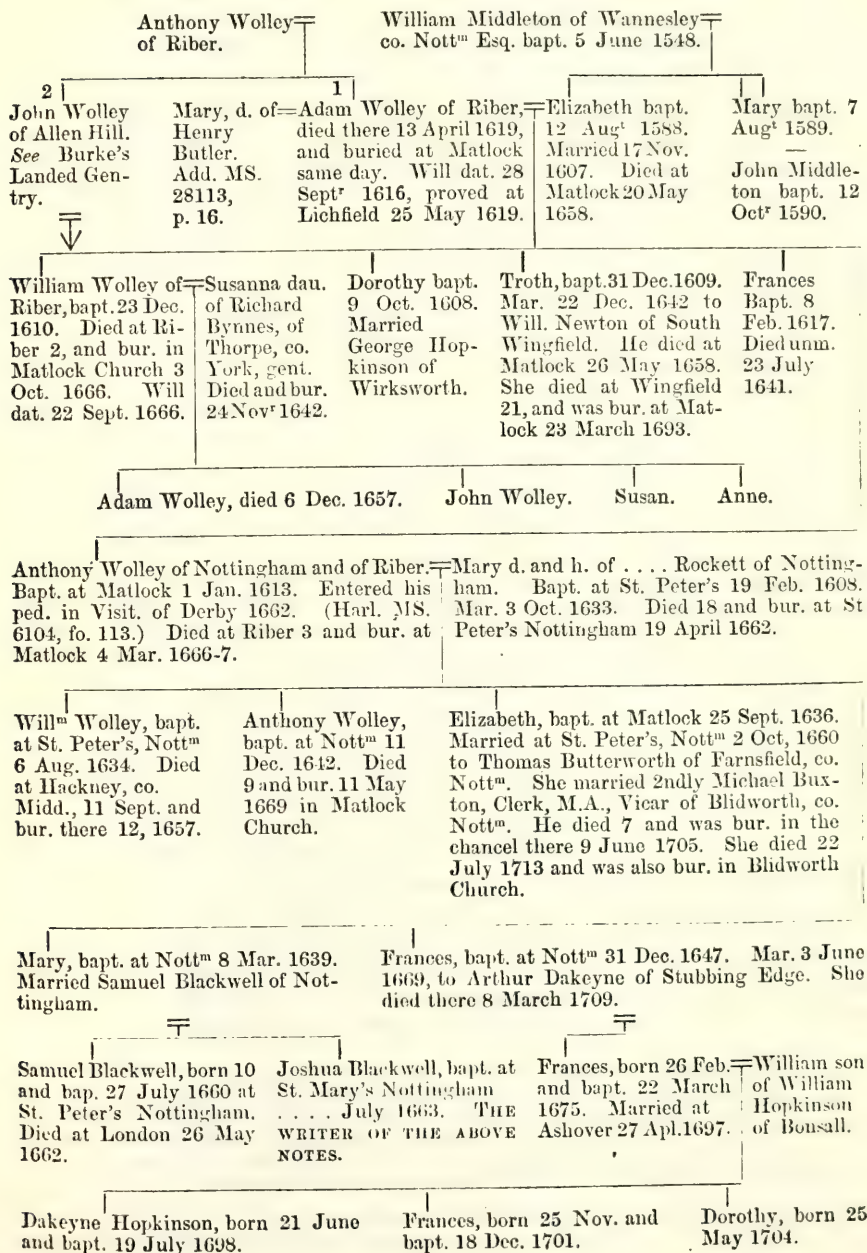 Anthony Wolley
of Riber.
William Middleton of Wannesley
co. Nottᵐ Esq. bapt. 5 June 1548.
2
John Wolley
of Allen Hill.
See Burke's
Landed Gen-
try.
Mary, d. of
Henry
Butler.
Add. MS.
28113,
p. 16.
1
Adam Wolley of Riber,
died there 13 April 1619,
and buried at Matlock
same day. Will dat. 28
Septʳ 1616, proved at
Lichfield 25 May 1619.
Elizabeth bapt.
12 Augᵗ 1588.
Married 17 Nov.
1607. Died at
Matlock 20 May
1658.
Mary bapt. 7
Augᵗ 1589.
—
John Middle-
ton bapt. 12
Octʳ 1590.
William Wolley of
Riber, bapt. 23 Dec.
1610. Died at Ri-
ber 2, and bur. in
Matlock Church 3
Oct. 1666. Will
dat. 22 Sept. 1666.
Susanna dau.
of Richard
Bynnes, of
Thorpe, co.
York, gent.
Died and bur.
24 Novʳ 1642.
Dorothy bapt.
9 Oct. 1608.
Married
George Hop-
kinson of
Wirksworth.
Troth, bapt. 31 Dec. 1609.
Mar. 22 Dec. 1642 to
Will. Newton of South
Wingfield. He died at
Matlock 26 May 1658.
She died at Wingfield
21, and was bur. at Mat-
lock 23 March 1693.
Frances
Bapt. 8
Feb. 1617.
Died unm.
23 July
1641.
Adam Wolley, died 6 Dec. 1657.
John Wolley.
Susan.
Anne.
Anthony Wolley of Nottingham and of Riber.
Bapt. at Matlock 1 Jan. 1613. Entered his
ped. in Visit. of Derby 1662. (Harl. MS.
6104, fo. 113.) Died at Riber 3 and bur. at
Matlock 4 Mar. 1666-7.
Mary d. and h. of . . . . Rockett of Notting-
ham. Bapt. at St. Peter's 19 Feb. 1608.
Mar. 3 Oct. 1633. Died 18 and bur. at St
Peter's Nottingham 19 April 1662.
Willᵐ Wolley, bapt.
at St. Peter's, Nottᵐ
6 Aug. 1634. Died
at Hackney, co.
Midd., 11 Sept. and
bur. there 12, 1657.
Anthony Wolley,
bapt. at Nottᵐ 11
Dec. 1642. Died
9 and bur. 11 May
1669 in Matlock
Church.
Elizabeth, bapt. at Matlock 25 Sept. 1636.
Married at St. Peter's, Nottᵐ 2 Oct, 1660
to Thomas Butterworth of Farnsfield, co.
Nottᵐ. She married 2ndly Michael Bux-
ton, Clerk, M.A., Vicar of Blidworth, co.
Nottᵐ. He died 7 and was bur. in the
chancel there 9 June 1705. She died 22
July 1713 and was also bur. in Blidworth
Church.
Mary, bapt. at Nottᵐ 8 Mar. 1639.
Married Samuel Blackwell of Not-
tingham.
Frances, bapt. at Nottᵐ 31 Dec. 1647. Mar. 3 June
1669, to Arthur Dakeyne of Stubbing Edge. She
died there 8 March 1709.
Samuel Blackwell, born 10
and bap. 27 July 1660 at
St. Peter's Nottingham.
Died at London 26 May
1662.
Joshua Blackwell, bapt. at
St. Mary's Nottingham
. . . . July 1663. THE
WRITER OF THE ABOVE
NOTES.
Frances, born 26 Feb.
and bapt. 22 March
1675. Married at
Ashover 27 Apl. 1697.
William son
of William
Hopkinson
of Bonsall.
Dakeyne Hopkinson, born 21 June
and bapt. 19 July 1698.
Frances, born 25 Nov. and
bapt. 18 Dec. 1701.
Dorothy, born 25
May 1704.